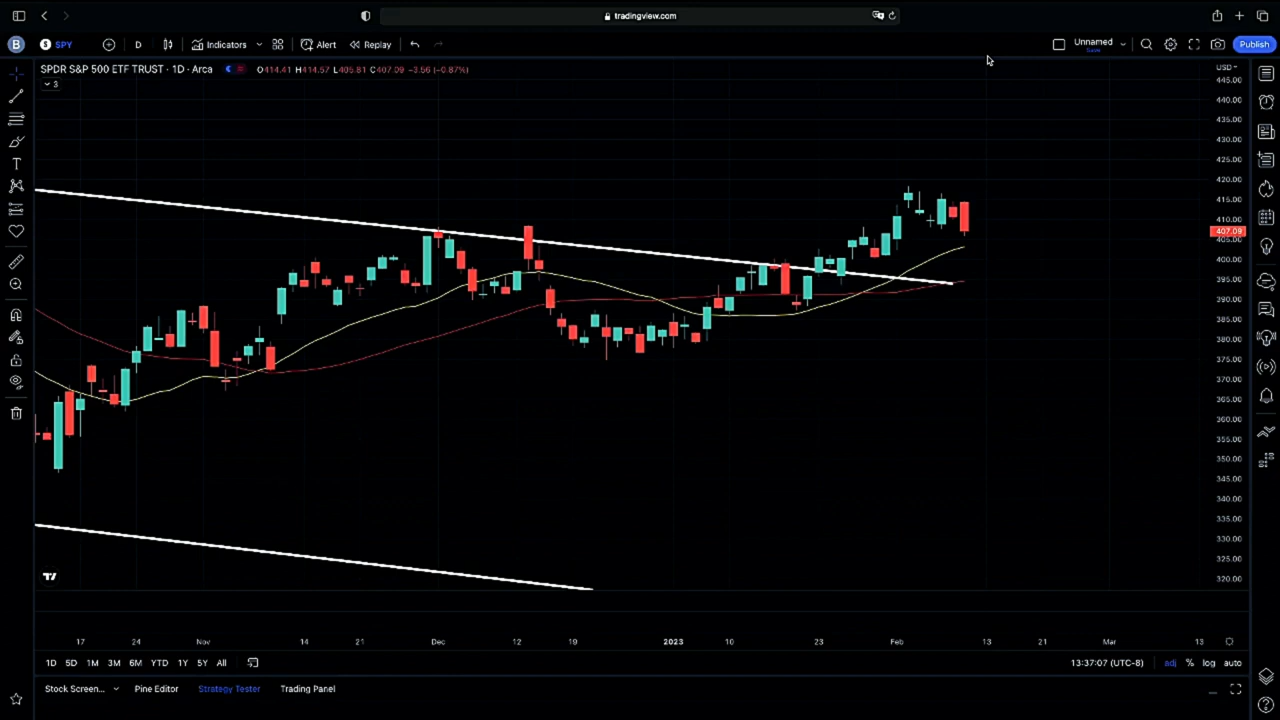 tradingview.com
B
S SPY
D
Indicators
Alert
Replay
Unnamed
Save
Publish
SPDR S&P 500 ETF TRUST · 1D · Arca
O414.41 H414.57 L405.81 C407.09 −3.56 (−0.87%)
3
USD
445.00
440.00
435.00
430.00
425.00
420.00
415.00
410.00
407.09
405.00
400.00
395.00
390.00
385.00
380.00
375.00
370.00
365.00
360.00
355.00
350.00
345.00
340.00
335.00
330.00
325.00
320.00
17 24 Nov 14 21 Dec 12 19 2023 10 23 Feb 13 21 Mar 13
1D 5D 1M 3M 6M YTD 1Y 5Y All
13:37:07 (UTC-8) adj % log auto
Stock Screen... Pine Editor Strategy Tester Trading Panel